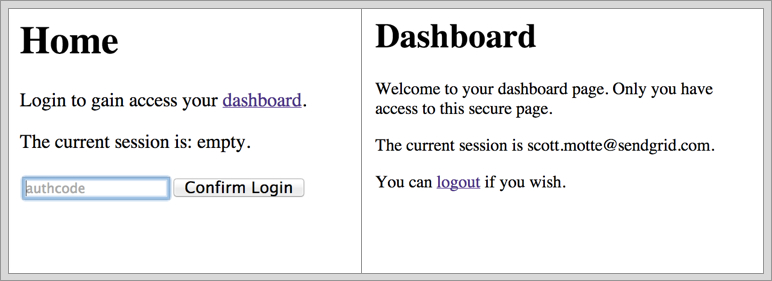 Home
Login to gain access your dashboard.
The current session is: empty.
authcode Confirm Login
Dashboard
Welcome to your dashboard page. Only you have
access to this secure page.
The current session is scott.motte@sendgrid.com.
You can logout if you wish.